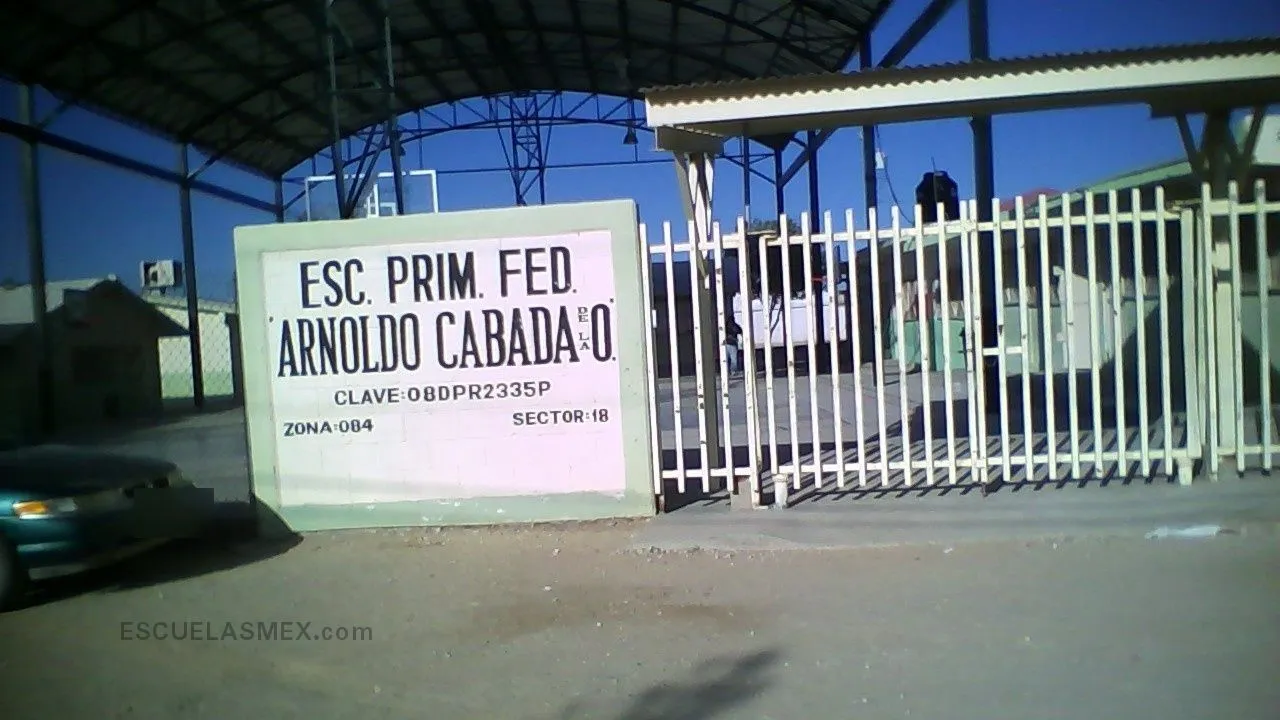 ESC. PRIM. FED.
ARNOLDO CABADA DE LA O.
CLAVE:08DPR2335P
ZONA:084 SECTOR:18
ESCUELASMEX.com